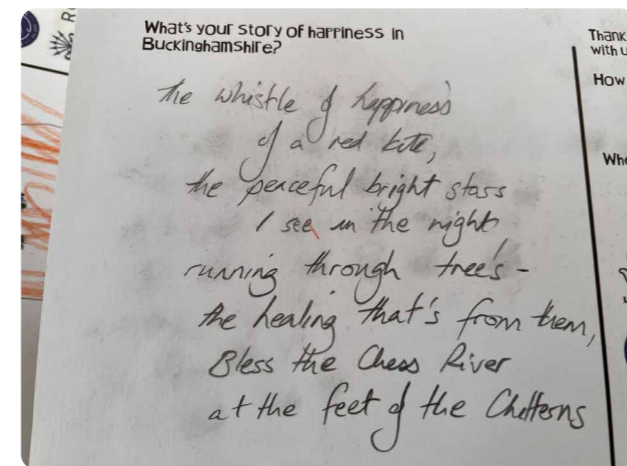 What's your story of happiness in
Buckinghamshire?
the whistle of happiness
of a red kite,
the peaceful bright stars
I see in the night,
running through tree's -
the healing that's from them,
Bless the Chess River
at the feet of the Chilterns
Thank
with u
How
Whe